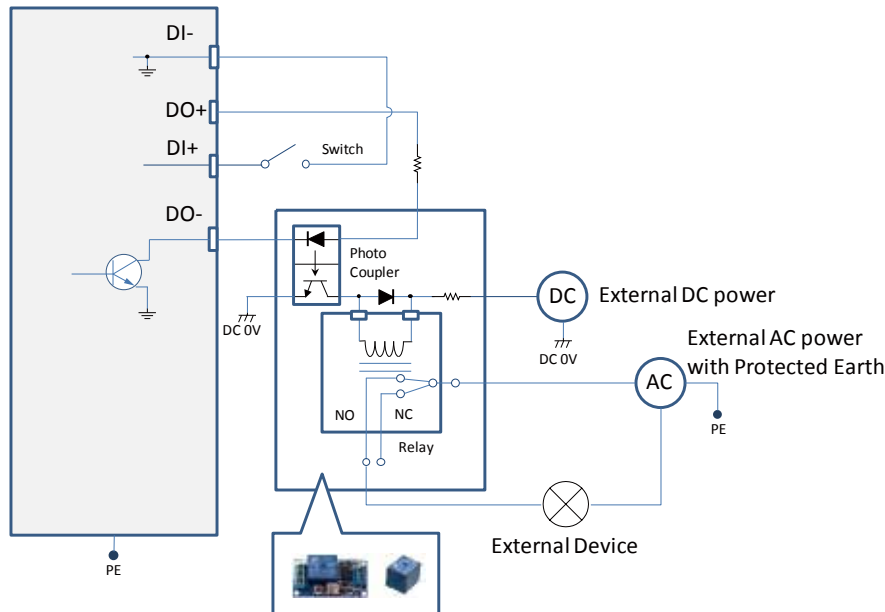 DI-
DO+
DI+
Switch
DO-
Photo
Coupler
DC 0V
DC
External DC power
DC 0V
External AC power
with Protected Earth
AC
PE
NO
NC
Relay
External Device
PE